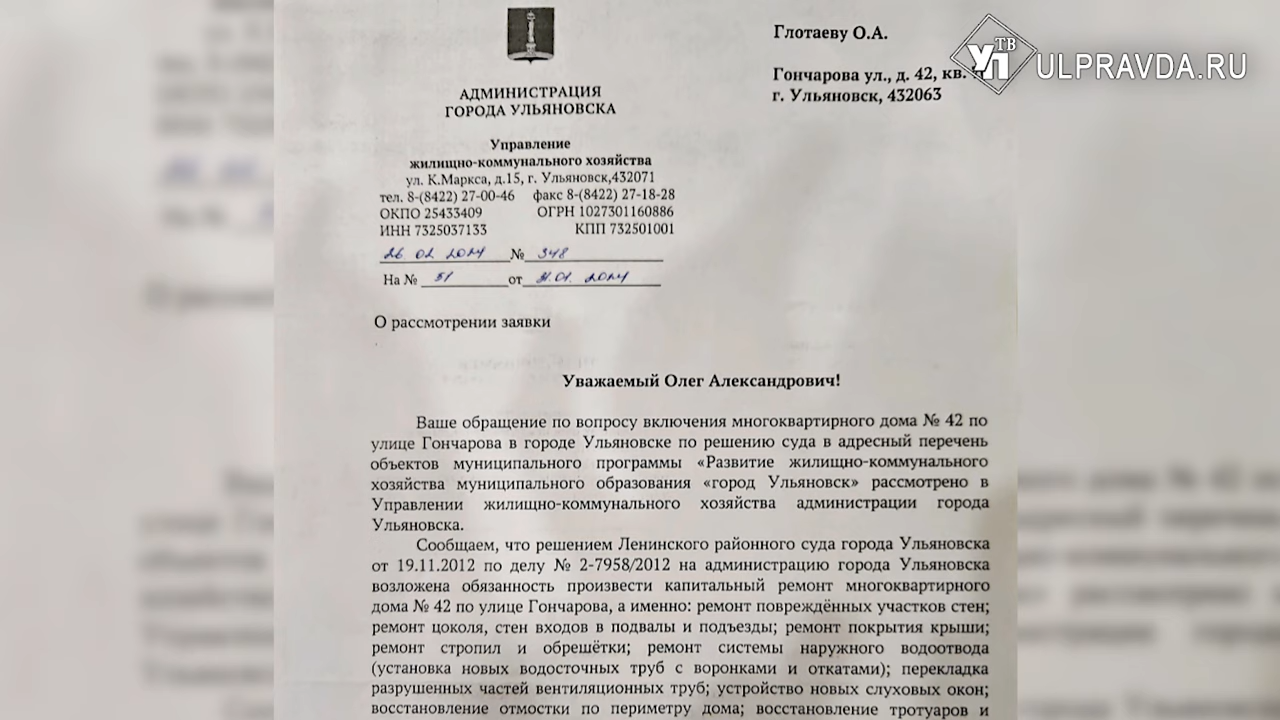 Глотаеву О.А.
Гончарова ул., д. 42, кв.
г. Ульяновск, 432063
УП ТВ ULPRAVDA.RU
АДМИНИСТРАЦИЯ
ГОРОДА УЛЬЯНОВСКА
Управление
жилищно-коммунального хозяйства
ул. К.Маркса, д.15, г. Ульяновск,432071
тел. 8-(8422) 27-00-46 факс 8-(8422) 27-18-28
ОКПО 25433409 ОГРН 1027301160886
ИНН 7325037133 КПП 732501001
26 02 2024 № 348
На № 51 от 31.01. 2024
О рассмотрении заявки
Уважаемый Олег Александрович!
Ваше обращение по вопросу включения многоквартирного дома № 42 по
улице Гончарова в городе Ульяновске по решению суда в адресный перечень
объектов муниципального программы «Развитие жилищно-коммунального
хозяйства муниципального образования «город Ульяновск» рассмотрено в
Управлении жилищно-коммунального хозяйства администрации города
Ульяновска.
Сообщаем, что решением Ленинского районного суда города Ульяновска
от 19.11.2012 по делу № 2-7958/2012 на администрацию города Ульяновска
возложена обязанность произвести капитальный ремонт многоквартирного
дома № 42 по улице Гончарова, а именно: ремонт повреждённых участков стен;
ремонт цоколя, стен входов в подвалы и подъезды; ремонт покрытия крыши;
ремонт стропил и обрешётки; ремонт системы наружного водоотвода
(установка новых водосточных труб с воронками и откатами); перекладка
разрушенных частей вентиляционных труб; устройство новых слуховых окон;
восстановление отмостки по периметру дома; восстановление тротуаров и